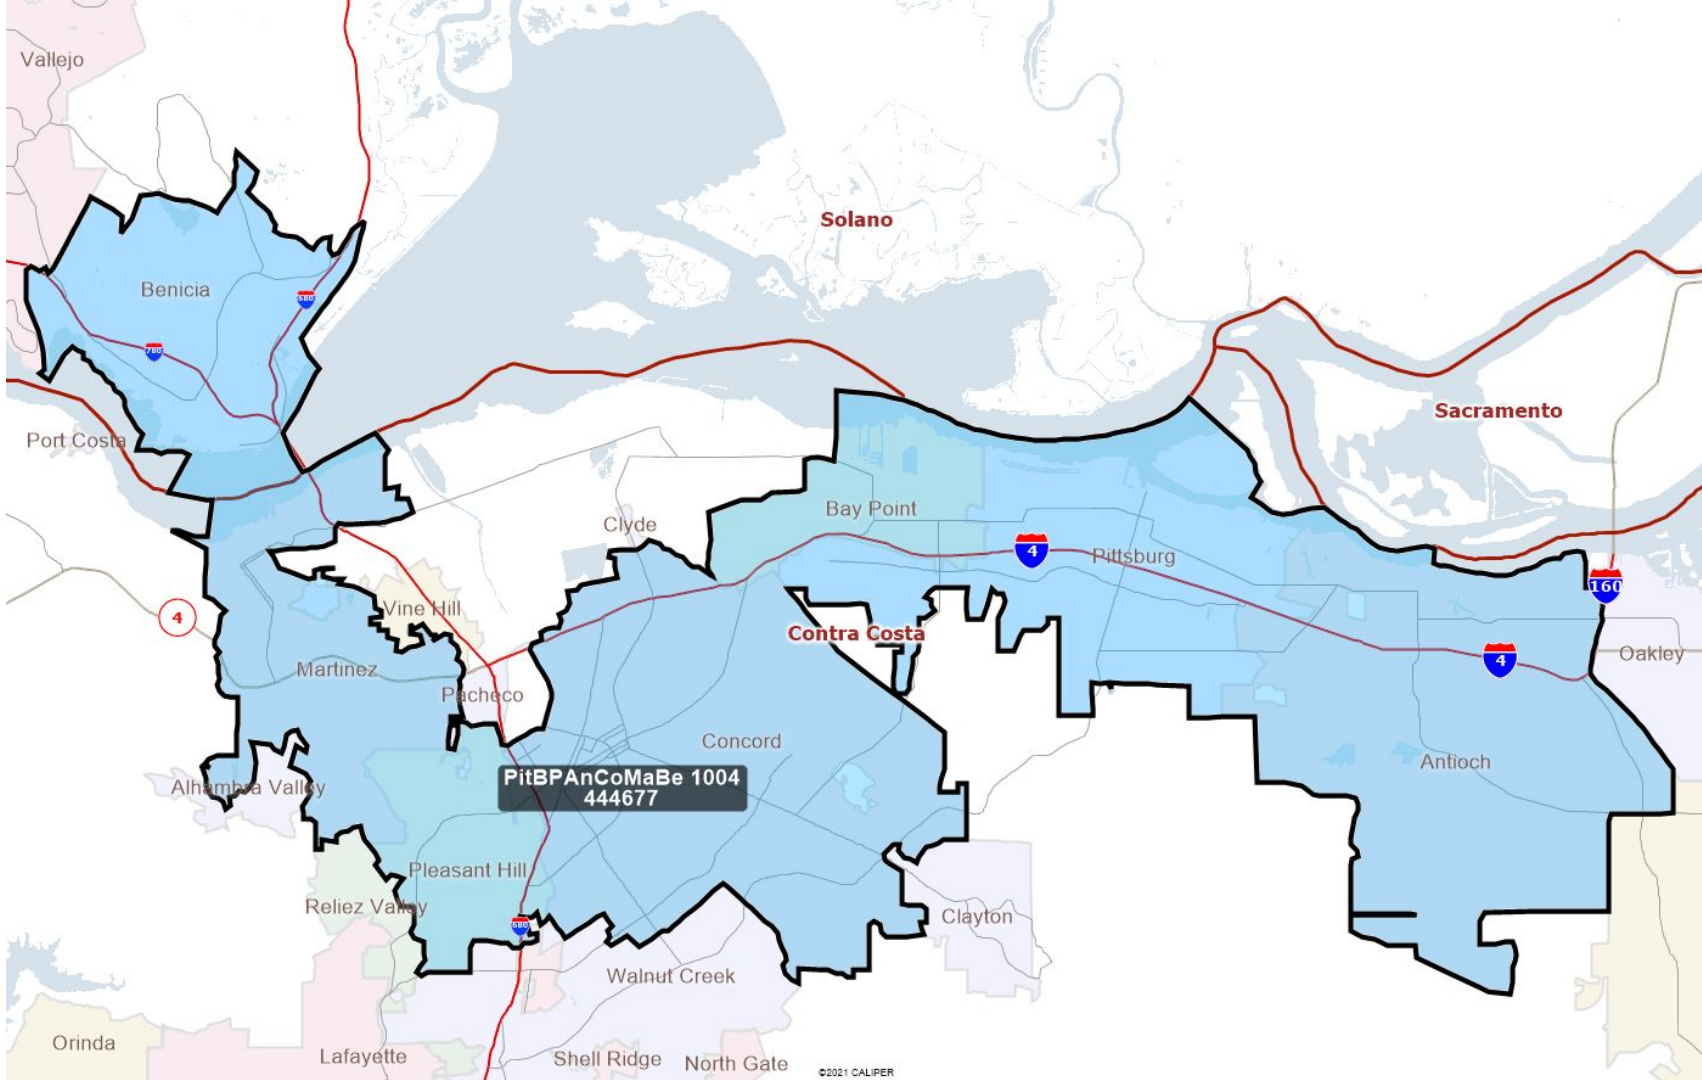 Vallejo
Solano
Benicia
680
780
Sacramento
Port Costa
Bay Point
Clyde
4
Pittsburg
160
4
Vine Hill
Contra Costa
Oakley
4
Martinez
Pacheco
Concord
Antioch
PitBPAnCoMaBe 1004
444677
Alhambra Valley
Pleasant Hill
Reliez Valley
Clayton
680
Walnut Creek
Orinda
Lafayette
Shell Ridge
North Gate
©2021 CALIPER